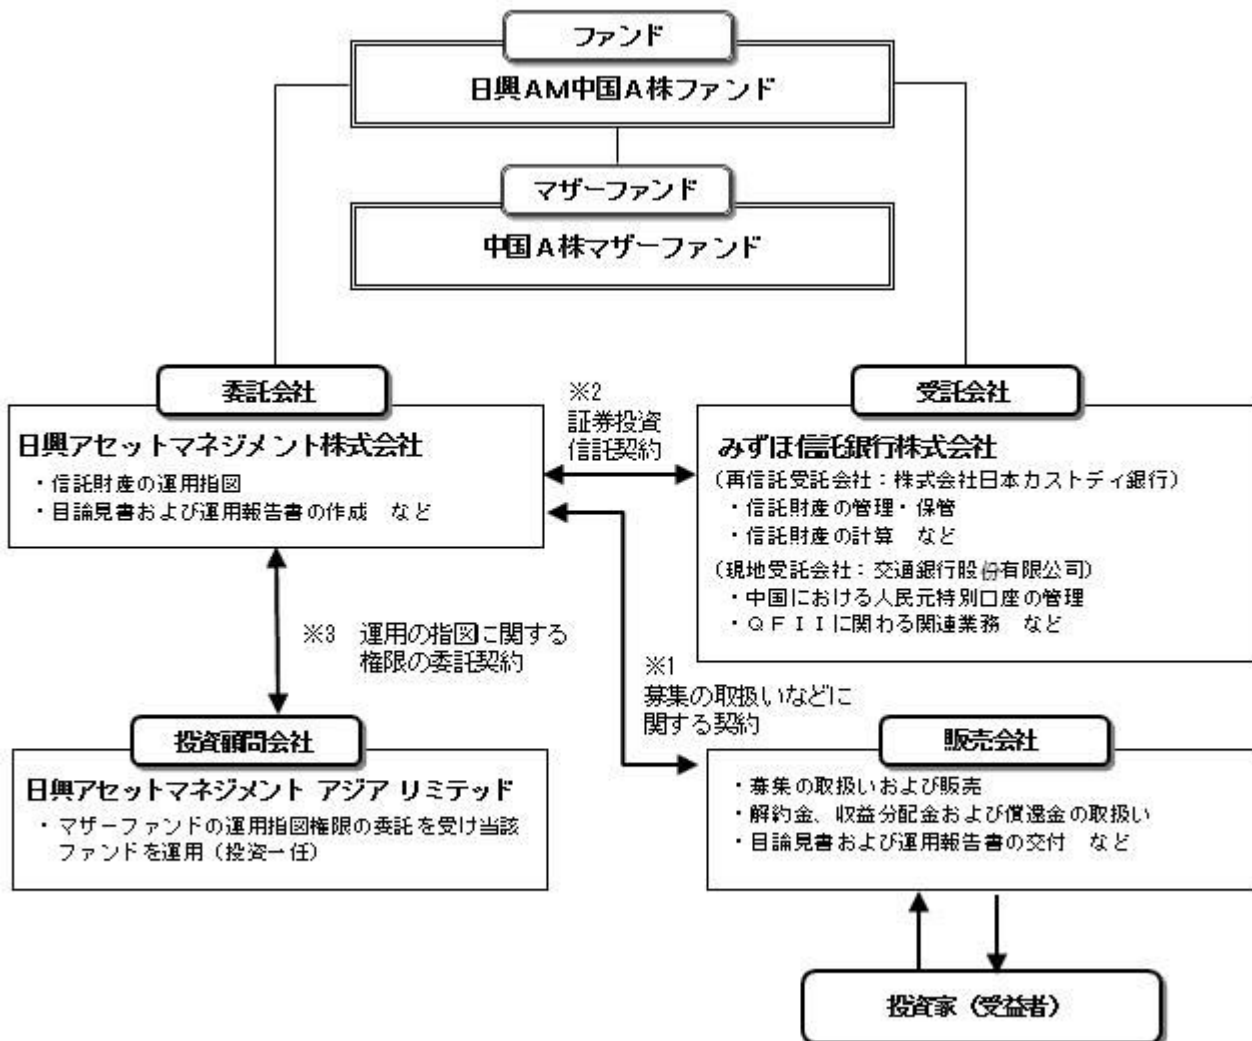 ファンド
日興AM中国A株ファンド
マザーファンド
中国A株マザーファンド
委託会社
日興アセットマネジメント株式会社
・信託財産の運用指図
・目論見書および運用報告書の作成　など
※2
証券投資
信託契約
受託会社
みずほ信託銀行株式会社
（再信託受託会社：株式会社日本カストディ銀行）
・信託財産の管理・保管
・信託財産の計算　など
（現地受託会社：交通銀行股份有限公司）
・中国における人民元特別口座の管理
・ＱＦＩＩに関わる関連業務　など
※3　運用の指図に関する
権限の委託契約
※1
募集の取扱いなどに
関する契約
投資顧問会社
日興アセットマネジメント アジア リミテッド
・マザーファンドの運用指図権限の委託を受け当該
ファンドを運用（投資一任）
販売会社
・募集の取扱いおよび販売
・解約金、収益分配金および償還金の取扱い
・目論見書および運用報告書の交付　など
投資家（受益者）